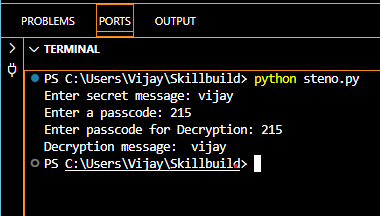 PROBLEMS PORTS OUTPUT
TERMINAL
PS C:\Users\Vijay\Skillbuild> python steno.py
Enter secret message: vijay
Enter a passcode: 215
Enter passcode for Decryption: 215
Decryption message:  vijay
PS C:\Users\Vijay\Skillbuild>